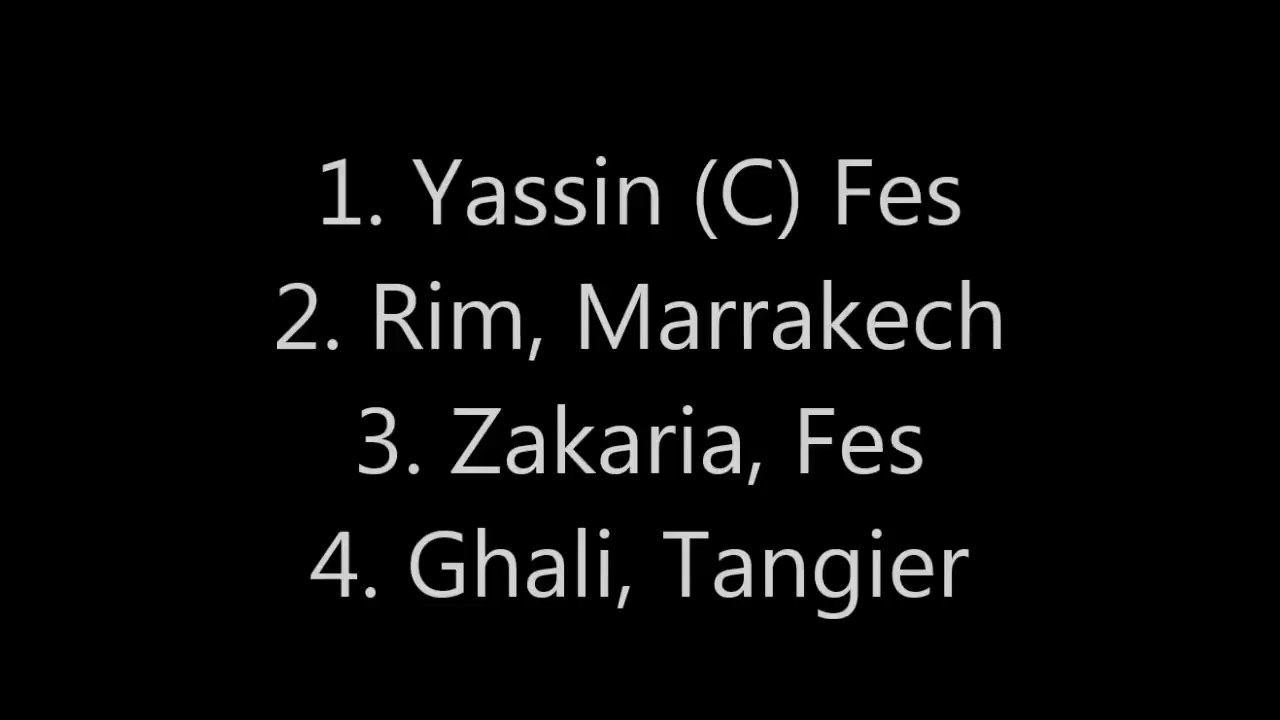 1. Yassin (C) Fes
2. Rim, Marrakech
3. Zakaria, Fes
4. Ghali, Tangier